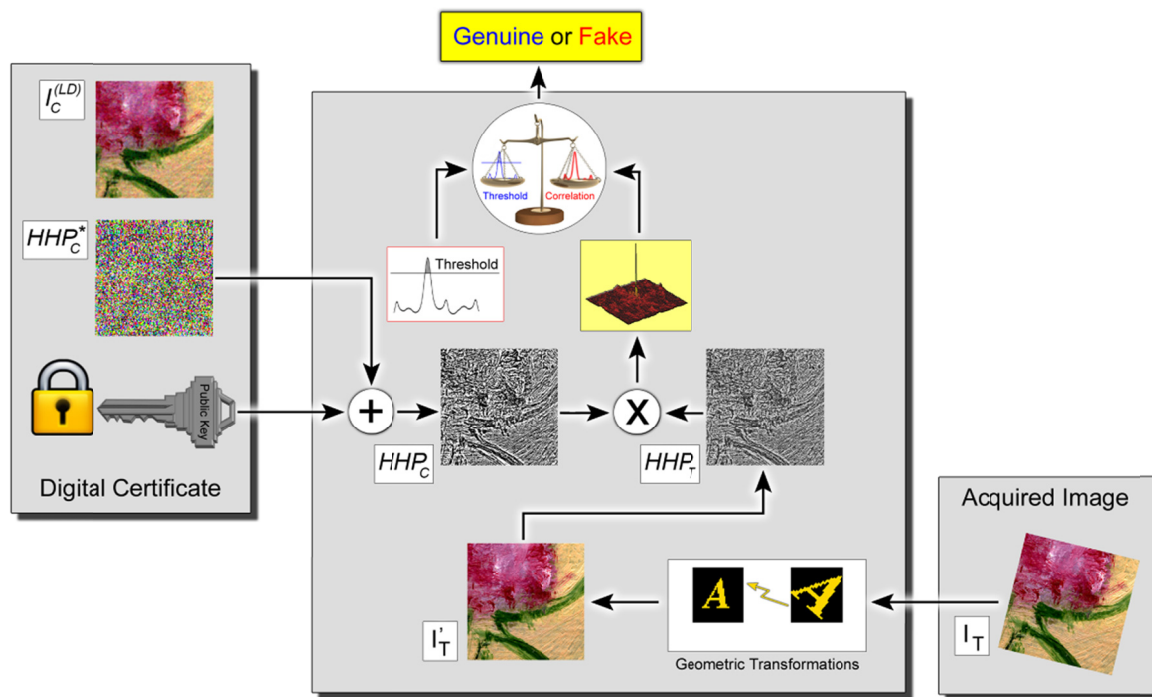 Genuine or Fake
I_C^(LD)
HHP_C^*
Public Key
Digital Certificate
Threshold
Correlation
Threshold
+
X
HHP_C
HHP_T
I'_T
A
A
Geometric Transformations
Acquired Image
I_T